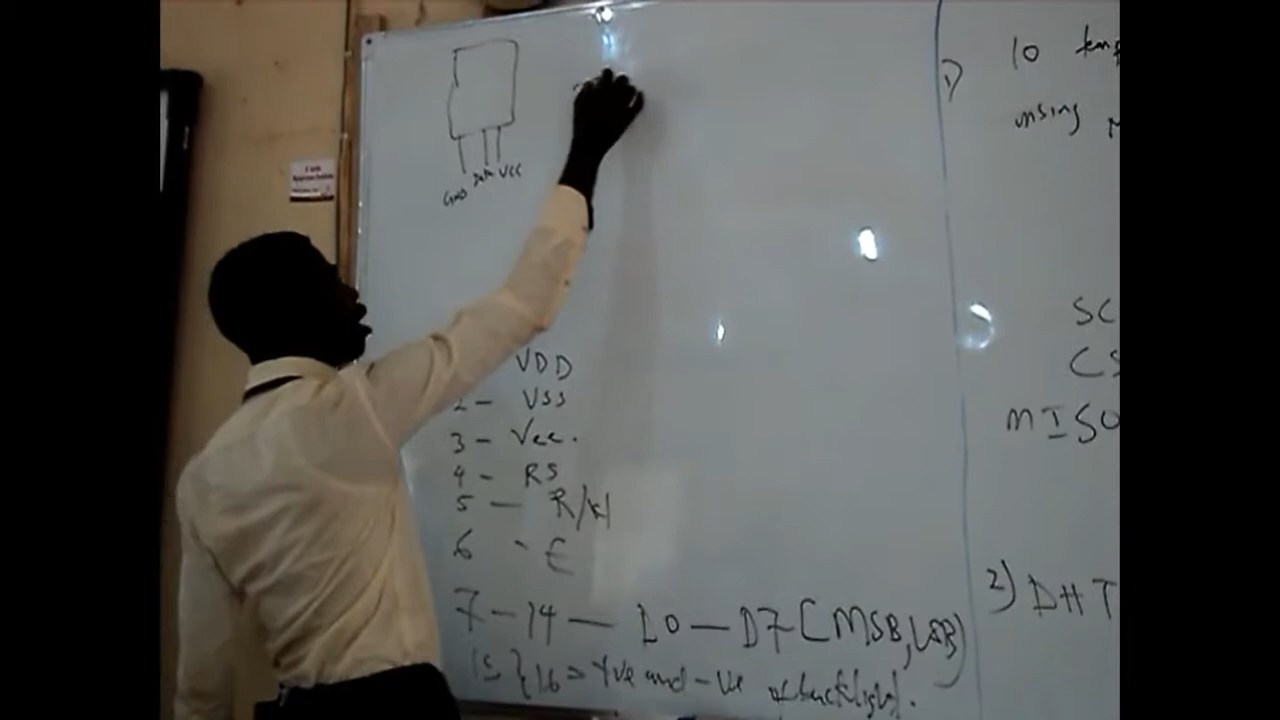 GND Data VCC
VDD
2 - VSS
3 - Vee.
4 - RS
5 - R/W
6 - E
7 - 14 - D0 - D7 (MSB, LSB)
15 } 16 = +ve and -ve of backlight.
1) 10
using
SC
CS
MISO
2) DHT